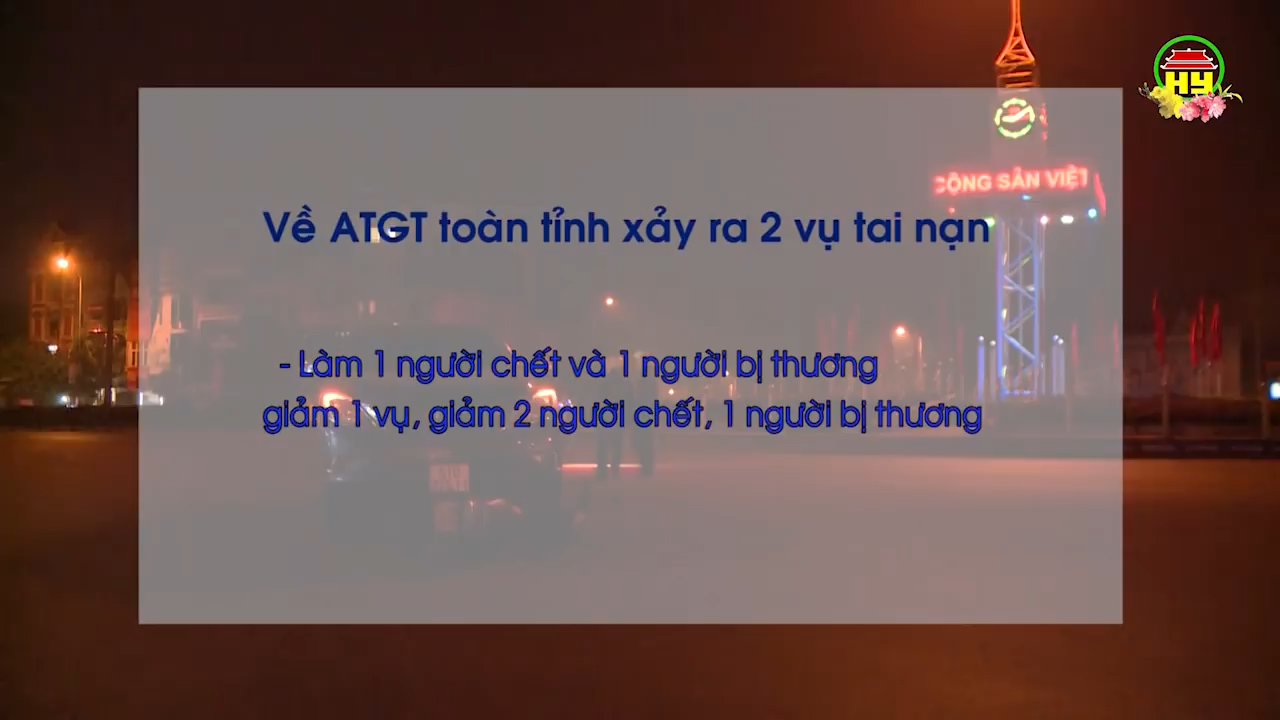 HY
CỘNG SẢN VIỆT
Về ATGT toàn tỉnh xảy ra 2 vụ tai nạn
- Làm 1 người chết và 1 người bị thương
giảm 1 vụ, giảm 2 người chết, 1 người bị thương